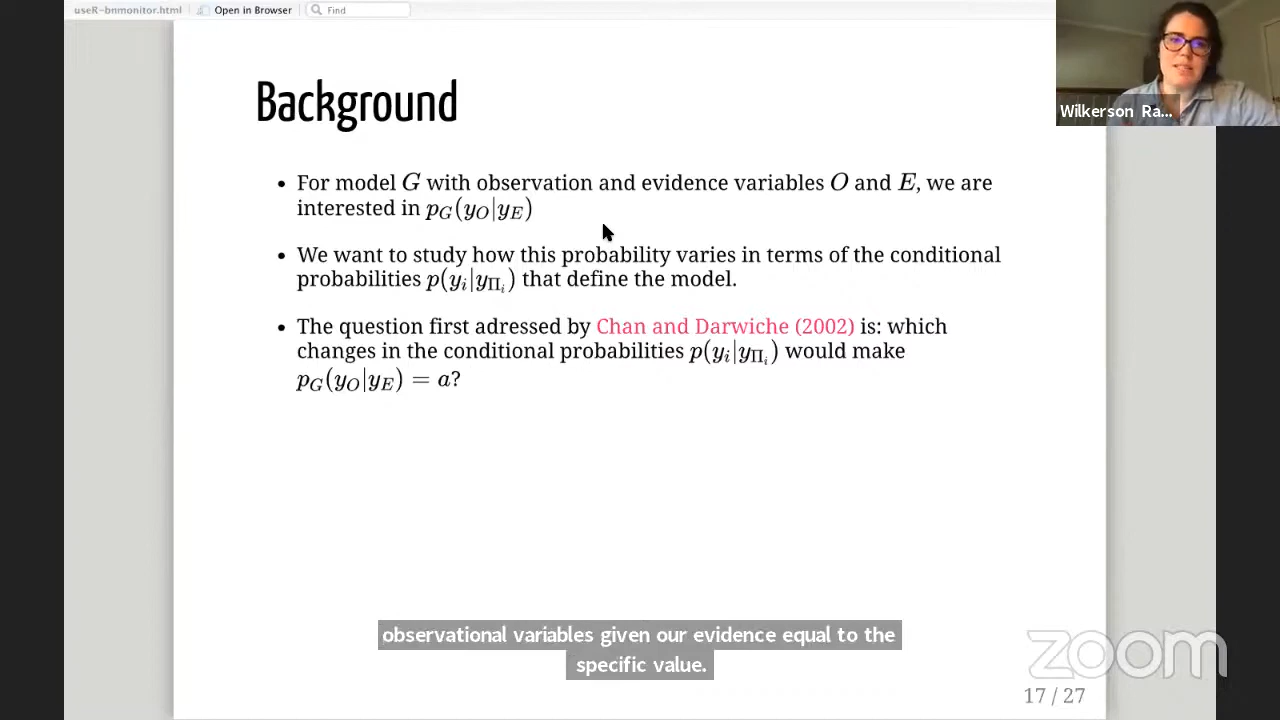 useR-bnmonitor.html Open in Browser Find
Wilkerson Ra...
Background
• For model G with observation and evidence variables O and E, we are
interested in p_G(y_O|y_E)
• We want to study how this probability varies in terms of the conditional
probabilities p(y_i|y_{Π_i}) that define the model.
• The question first adressed by Chan and Darwiche (2002) is: which
changes in the conditional probabilities p(y_i|y_{Π_i}) would make
p_G(y_O|y_E) = a?
observational variables given our evidence equal to the
specific value.
zoom
17 / 27